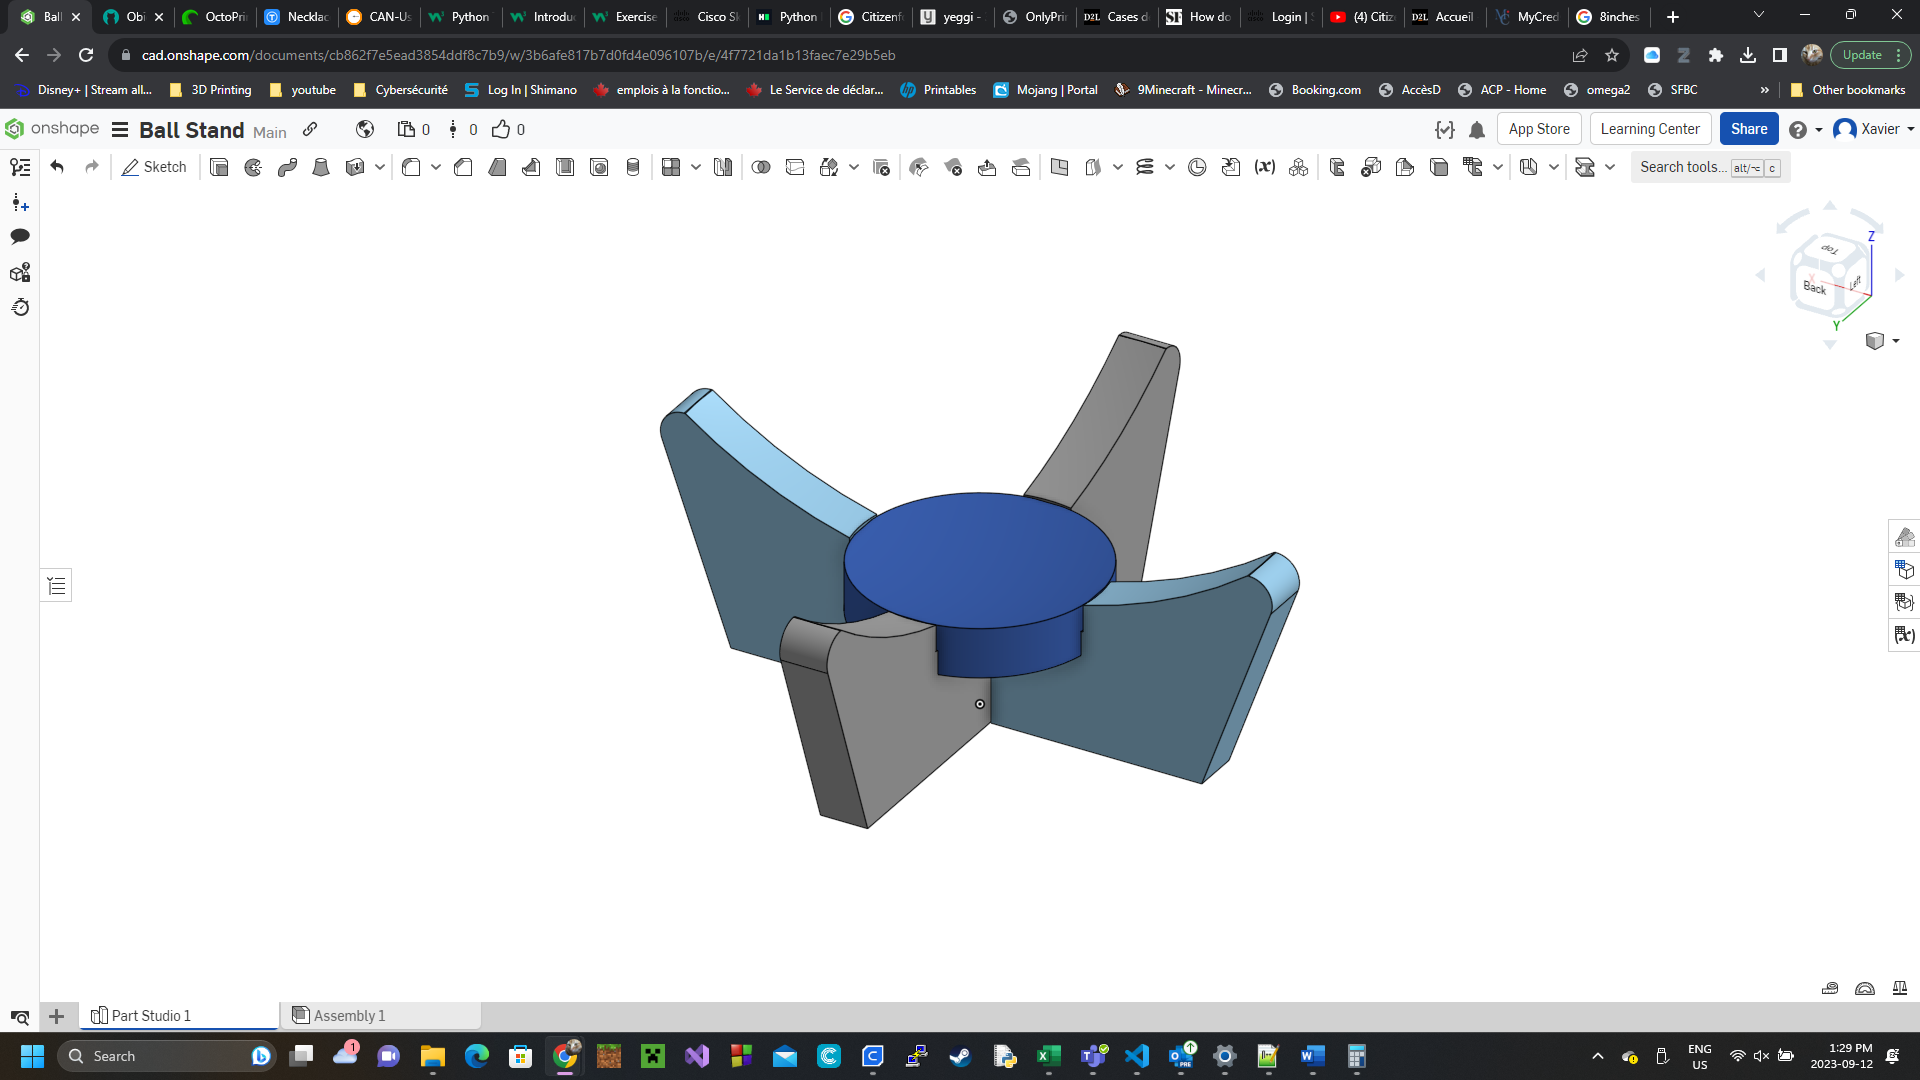 Ball
Obi
OctoPri
Necklac
CAN-Us
Python
Introdu
Exercise
Cisco Sk
Python
Citizenf
yeggi -
OnlyPrin
Cases d
How do
Login |
(4) Citiz
Accueil
MyCred
8inches
cad.onshape.com/documents/cb862f7e5ead3854ddf8c7b9/w/3b6afe817b7d0fd4e096107b/e/4f7721da1b13faec7e29b5eb
Update
Disney+ | Stream all...
3D Printing
youtube
Cybersécurité
Log In | Shimano
emplois à la fonctio...
Le Service de déclar...
Printables
Mojang | Portal
9Minecraft - Minecr...
Booking.com
AccèsD
ACP - Home
omega2
SFBC
»
Other bookmarks
onshape
Ball Stand Main
0
0
0
App Store
Learning Center
Share
Xavier
Sketch
Search tools... alt/⌥ c
Z
Top
X
Back
Left
Y
Part Studio 1
Assembly 1
Search
1
ENG
US
1:29 PM
2023-09-12